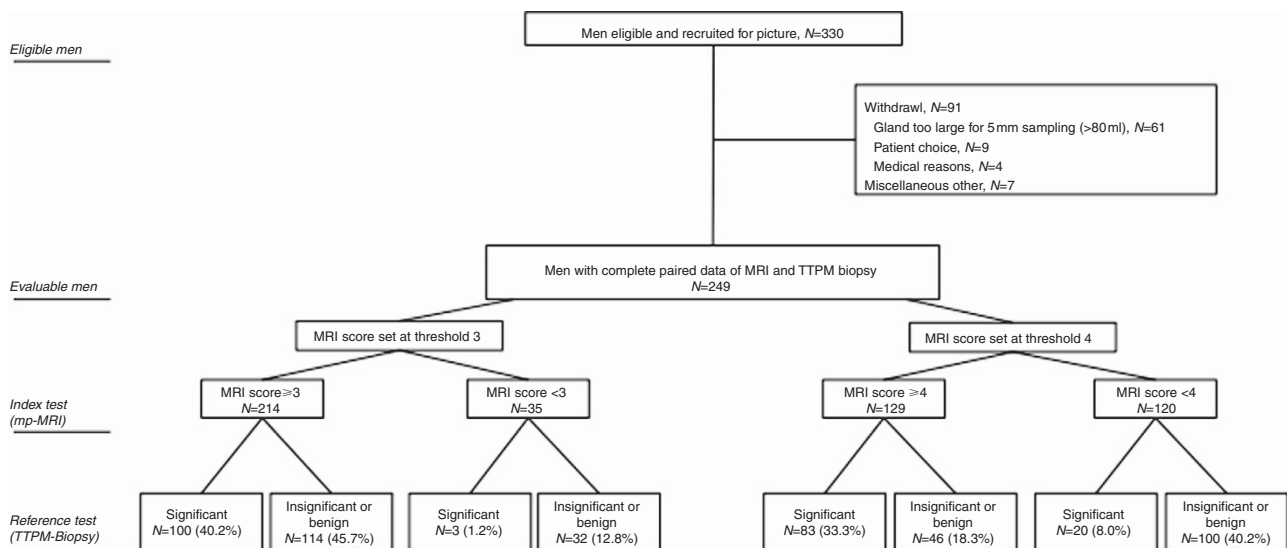 Men eligible and recruited for picture, N=330
Eligible men
Withdrawl, N=91
Gland too large for 5 mm sampling (>80 ml), N=61
Patient choice, N=9
Medical reasons, N=4
Miscellaneous other, N=7
Men with complete paired data of MRI and TTPM biopsy
N=249
Evaluable men
MRI score set at threshold 3
MRI score set at threshold 4
MRI score≥3
N=214
MRI score <3
N=35
MRI score ≥4
N=129
MRI score <4
N=120
Index test
(mp-MRI)
Significant
N=100 (40.2%)
Insignificant or
benign
N=114 (45.7%)
Significant
N=3 (1.2%)
Insignificant or
benign
N=32 (12.8%)
Significant
N=83 (33.3%)
Insignificant or
benign
N=46 (18.3%)
Significant
N=20 (8.0%)
Insignificant or
benign
N=100 (40.2%)
Reference test
(TTPM-Biopsy)